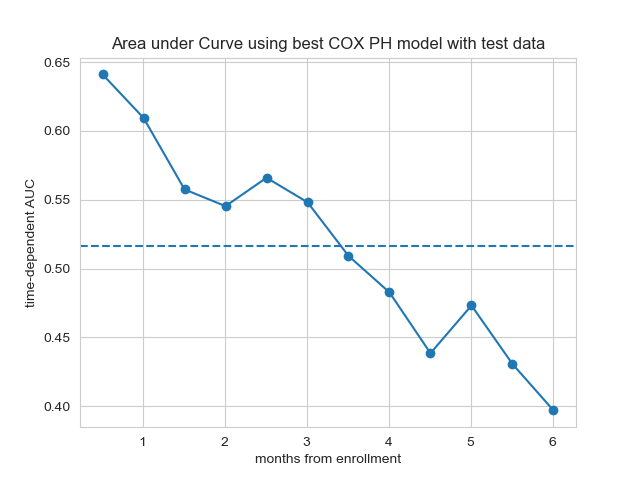 Area under Curve using best COX PH model with test data
0.65
0.60
0.55
0.50
0.45
0.40
time-dependent AUC
1 2 3 4 5 6
months from enrollment